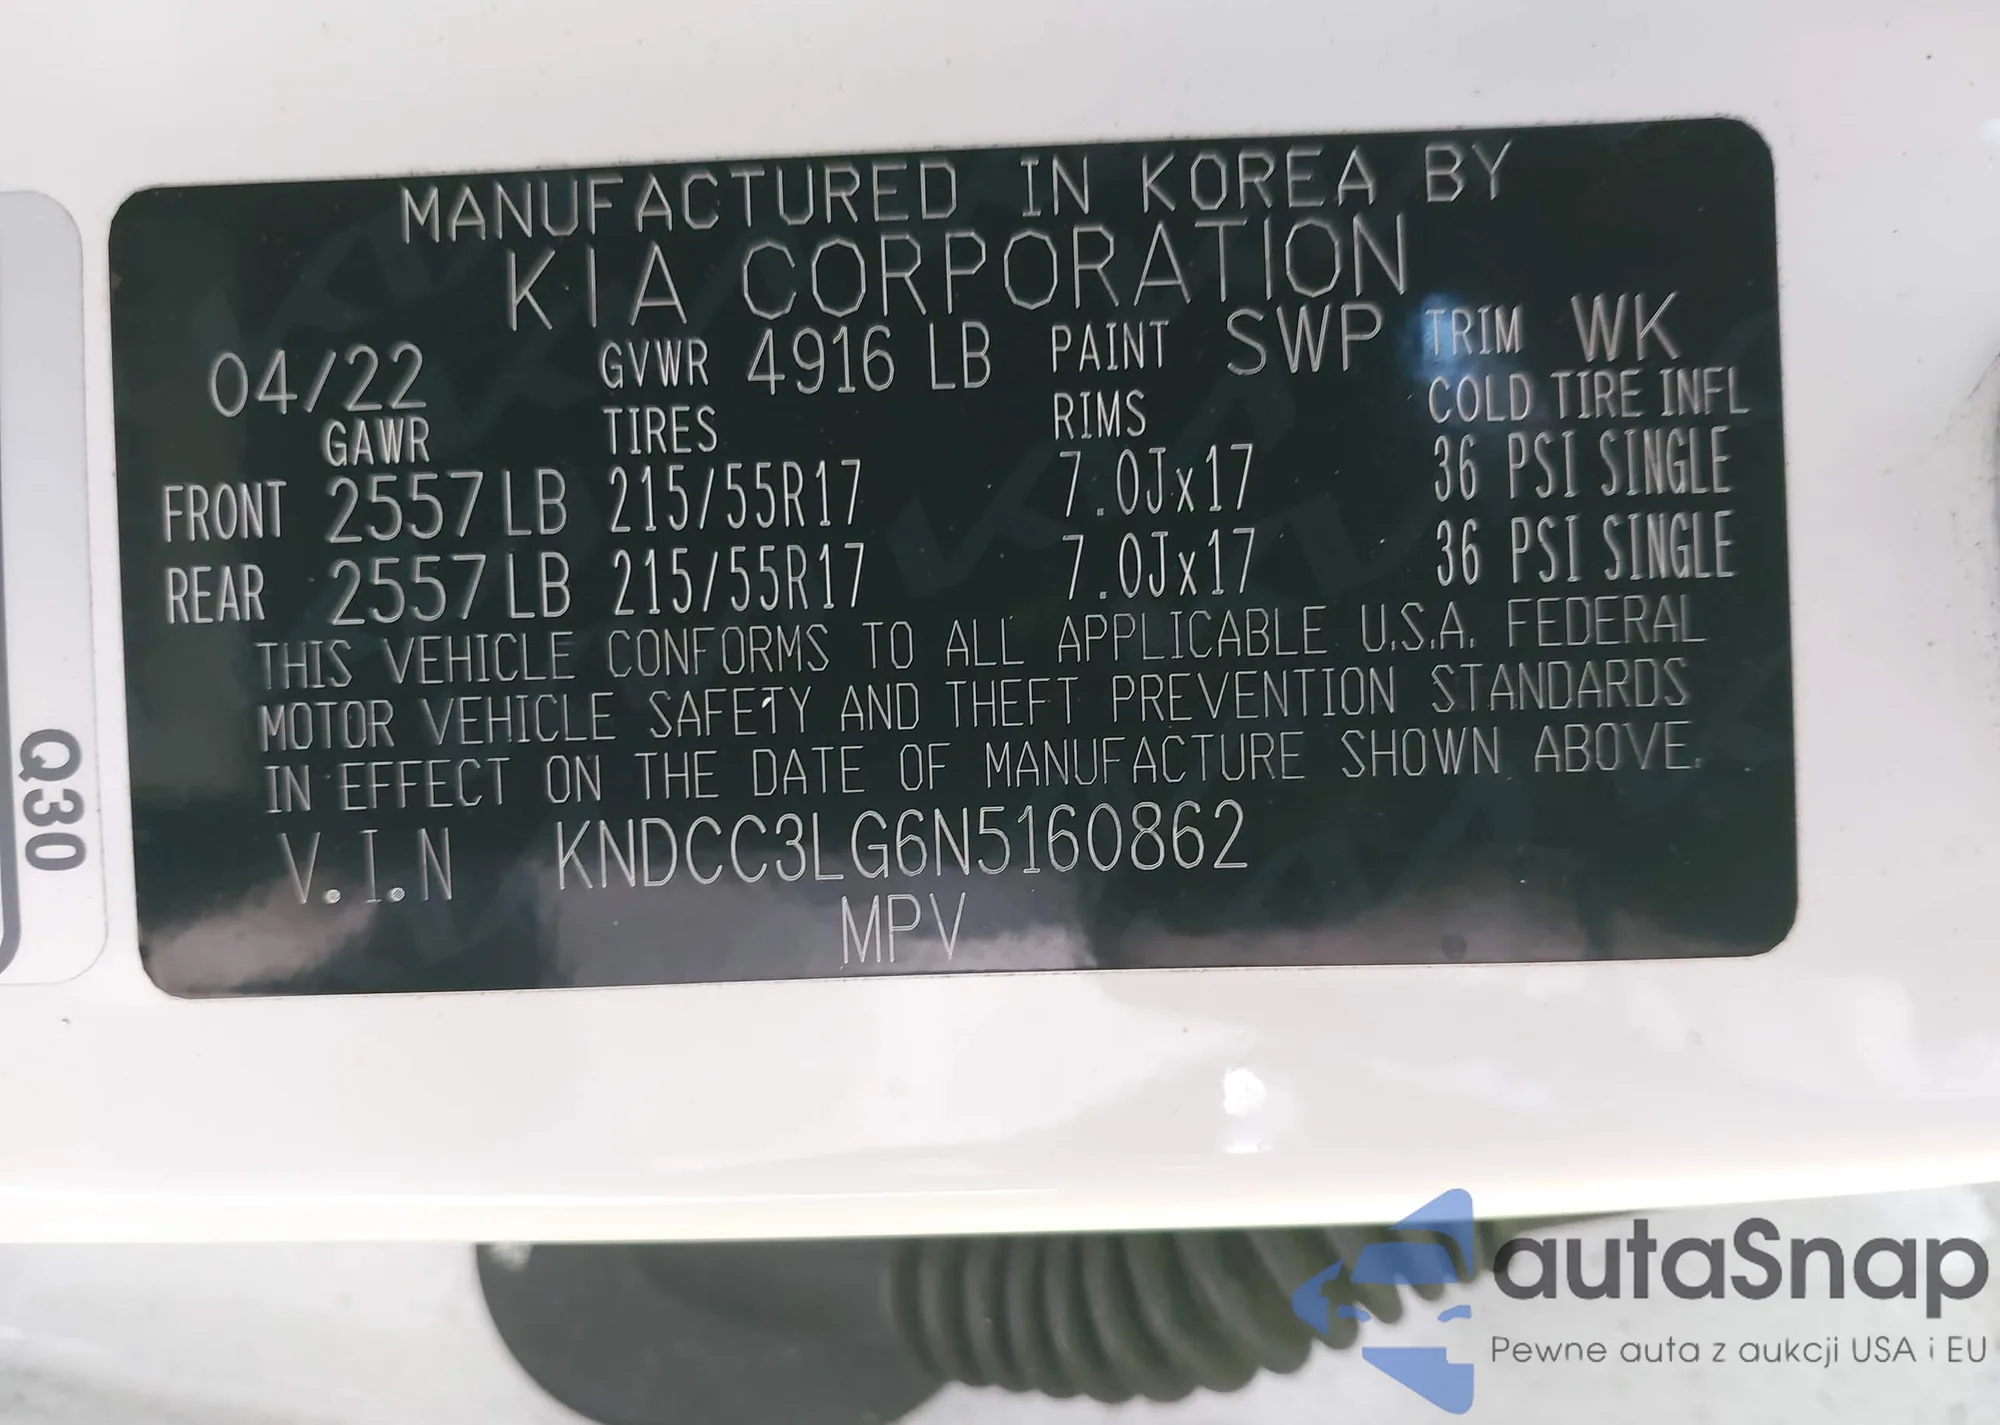 MANUFACTURED IN KOREA BY
KIA CORPORATION
04/22 GVWR 4916 LB PAINT SWP TRIM WK
GAWR TIRES RIMS COLD TIRE INFL
FRONT 2557 LB 215/55R17 7.0Jx17 36 PSI SINGLE
REAR 2557 LB 215/55R17 7.0Jx17 36 PSI SINGLE
THIS VEHICLE CONFORMS TO ALL APPLICABLE U.S.A. FEDERAL
MOTOR VEHICLE SAFETY AND THEFT PREVENTION STANDARDS
IN EFFECT ON THE DATE OF MANUFACTURE SHOWN ABOVE.
V.I.N KNDCC3LG6N5160862
MPV
Q30
autaSnap
Pewne auta z aukcji USA i EU